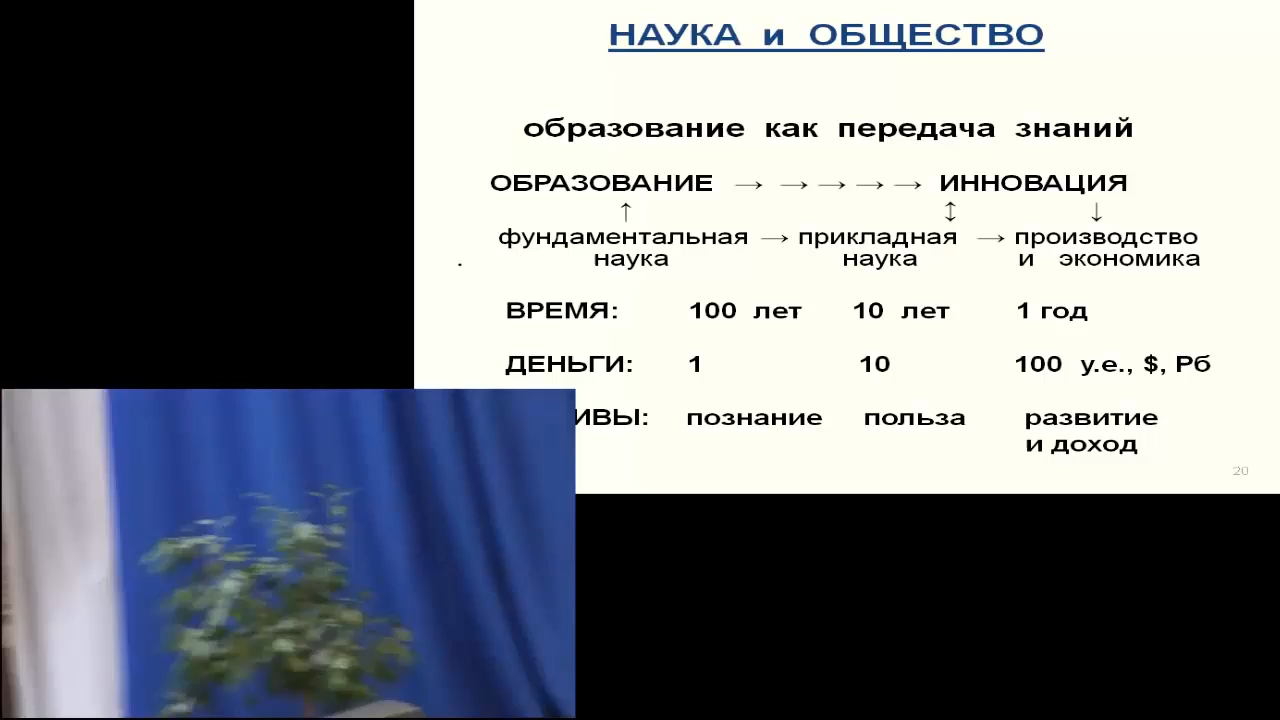 НАУКА и ОБЩЕСТВО
образование как передача знаний
ОБРАЗОВАНИЕ → → → → → ИННОВАЦИЯ
↑ ↕ ↓
фундаментальная → прикладная → производство
. наука наука и экономика
ВРЕМЯ: 100 лет 10 лет 1 год
ДЕНЬГИ: 1 10 100 у.е., $, Рб
ИВЫ: познание польза развитие
и доход
20